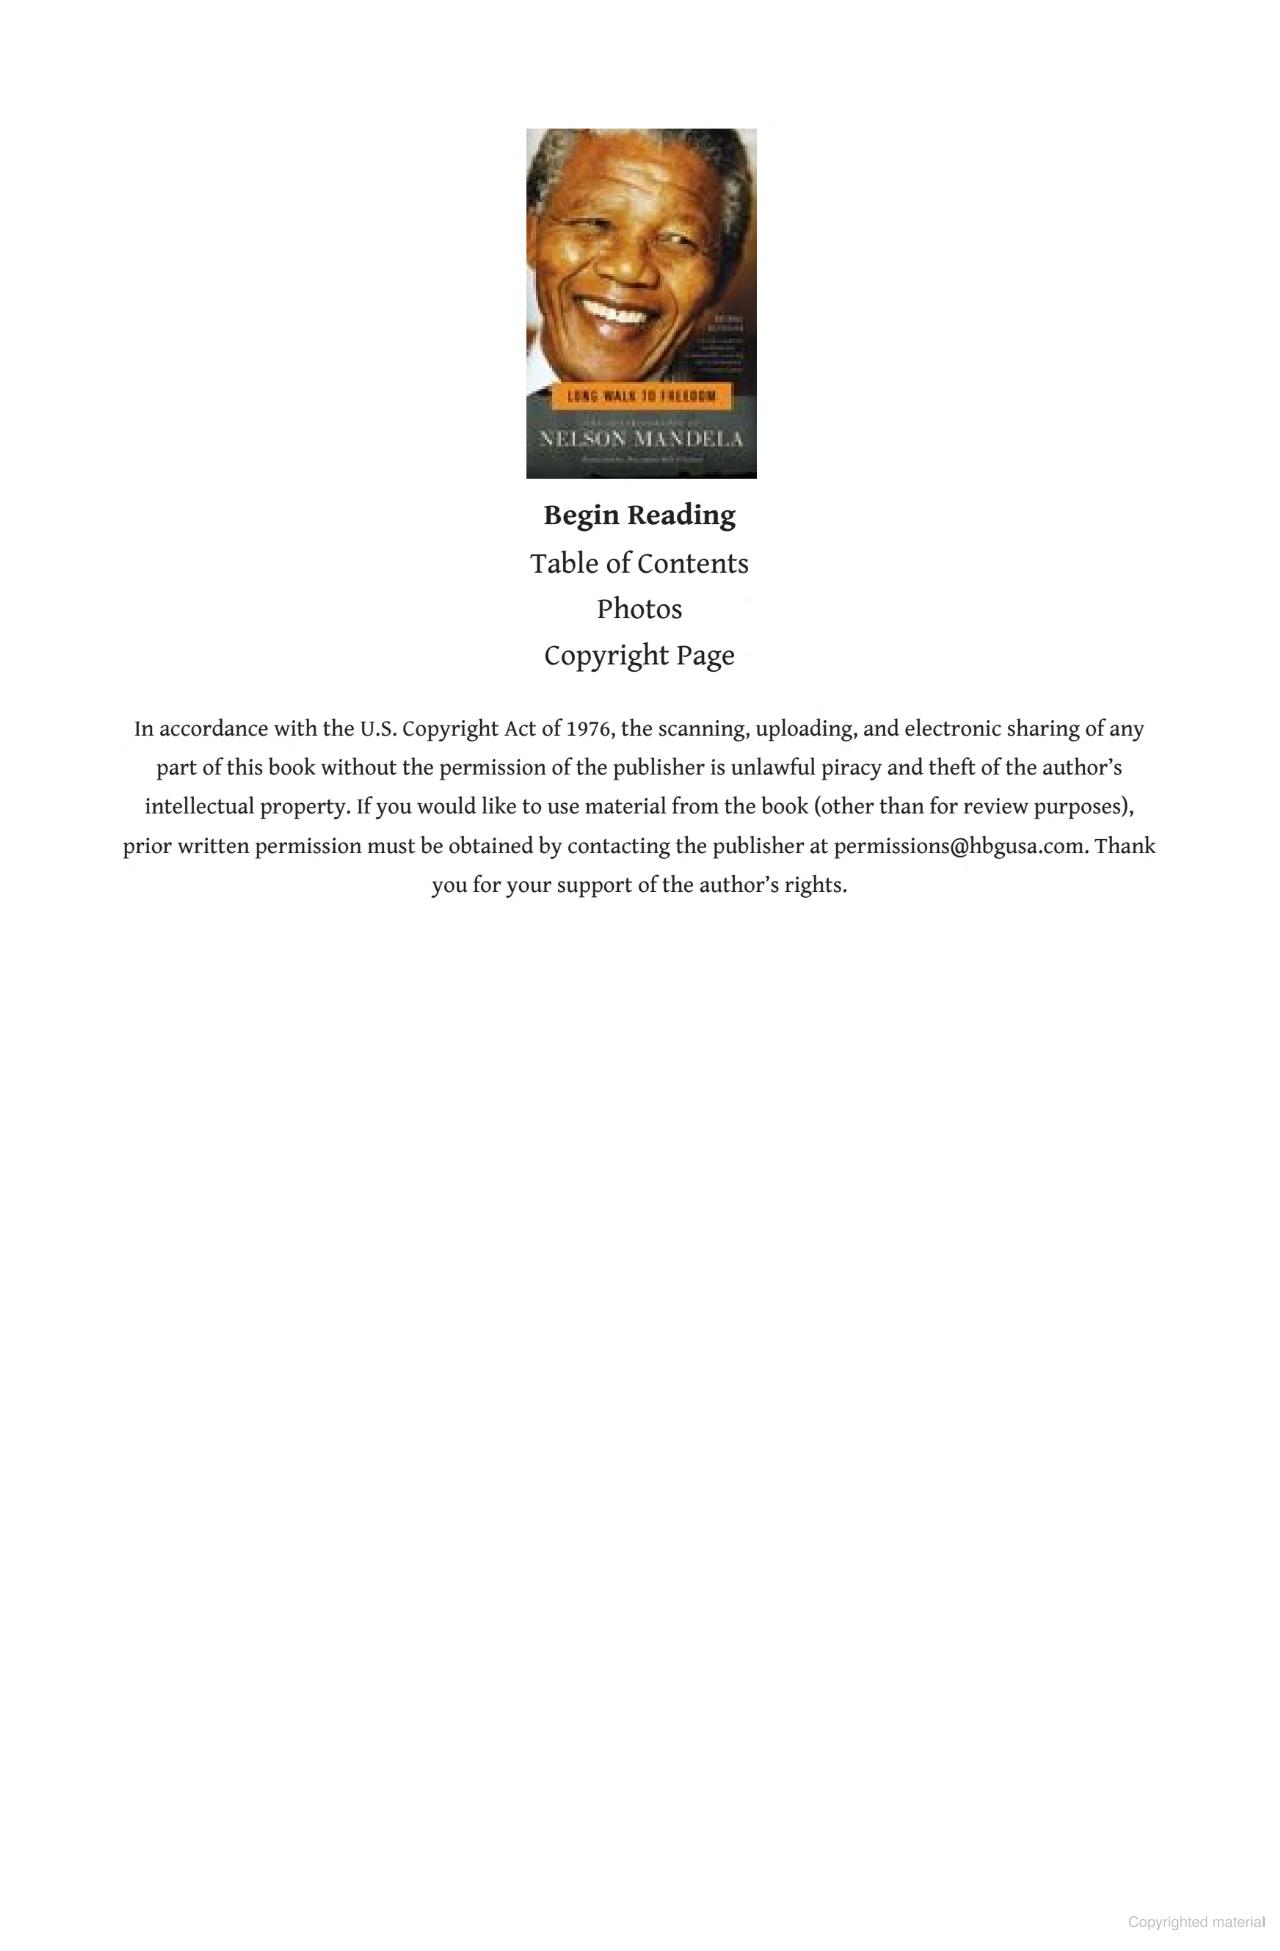 LONG WALK TO FREEDOM
NELSON MANDELA
Begin Reading
Table of Contents
Photos
Copyright Page
In accordance with the U.S. Copyright Act of 1976, the scanning, uploading, and electronic sharing of any
part of this book without the permission of the publisher is unlawful piracy and theft of the author’s
intellectual property. If you would like to use material from the book (other than for review purposes),
prior written permission must be obtained by contacting the publisher at permissions@hbgusa.com. Thank
you for your support of the author’s rights.
Copyrighted material